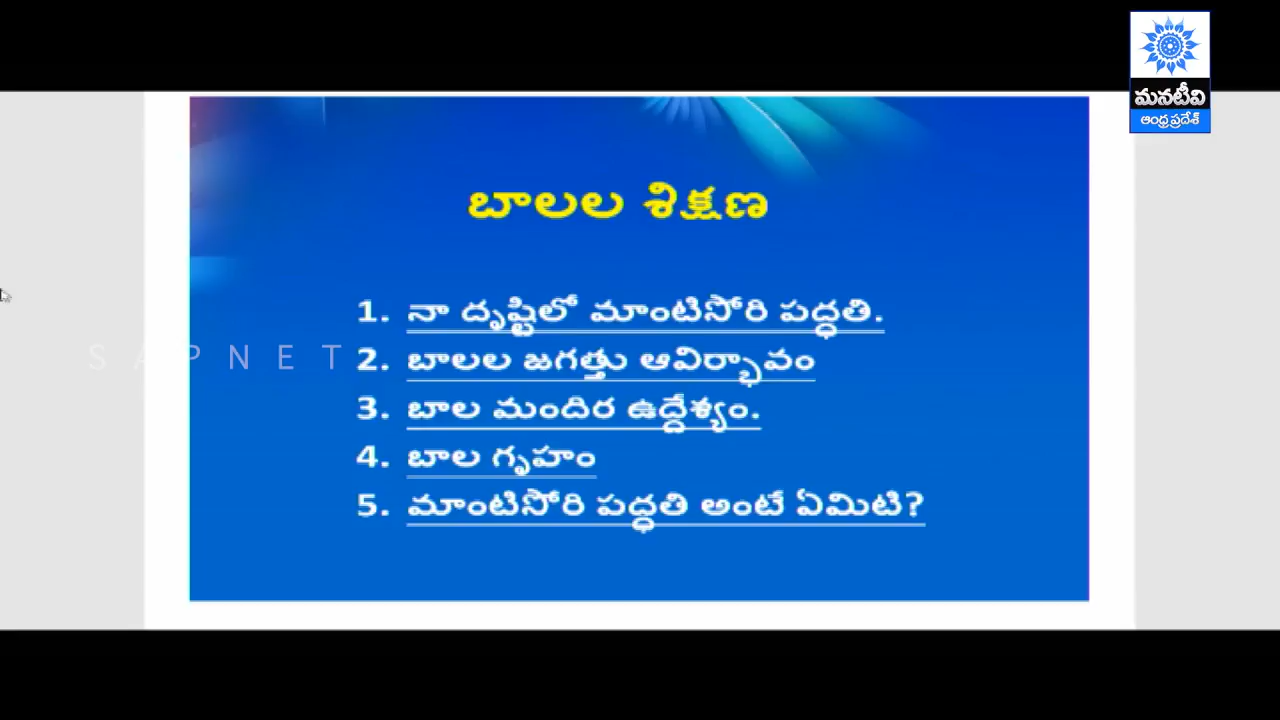 మనటీవి
ఆంధ్రప్రదేశ్
బాలల శిక్షణ
1. నా దృష్టిలో మాంటిసోరి పద్ధతి.
SAPNET
2. బాలల జగత్తు ఆవిర్భావం
3. బాల మందిర ఉద్దేశ్యం.
4. బాల గృహం
5. మాంటిసోరి పద్ధతి అంటే ఏమిటి?